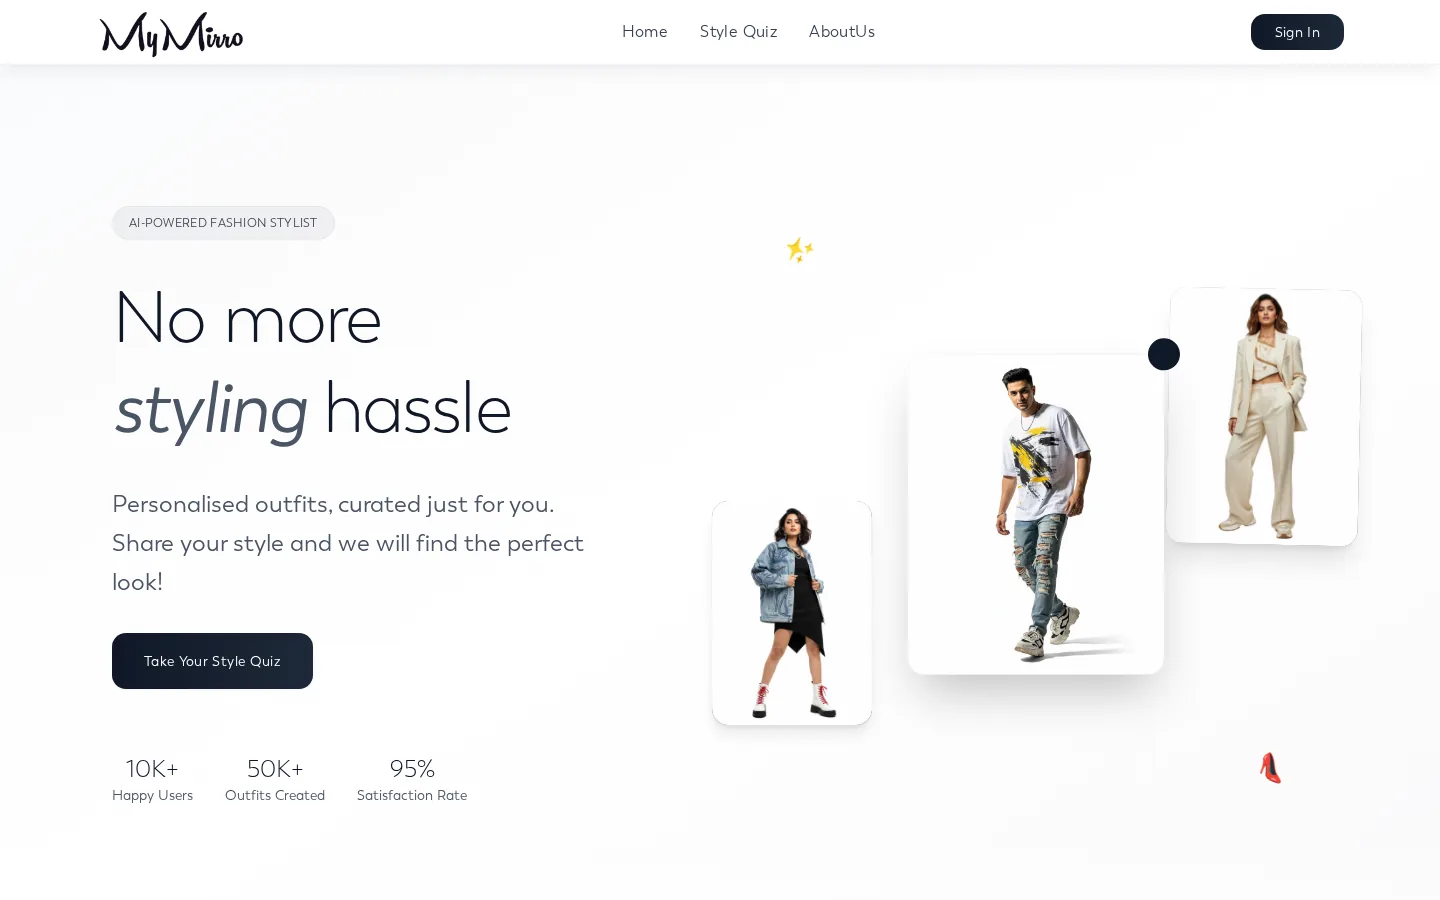 MyMirro
Home
Style Quiz
AboutUs
Sign In
AI-POWERED FASHION STYLIST
No more
styling hassle
Personalised outfits, curated just for you.
Share your style and we will find the perfect
look!
Take Your Style Quiz
10K+
Happy Users
50K+
Outfits Created
95%
Satisfaction Rate